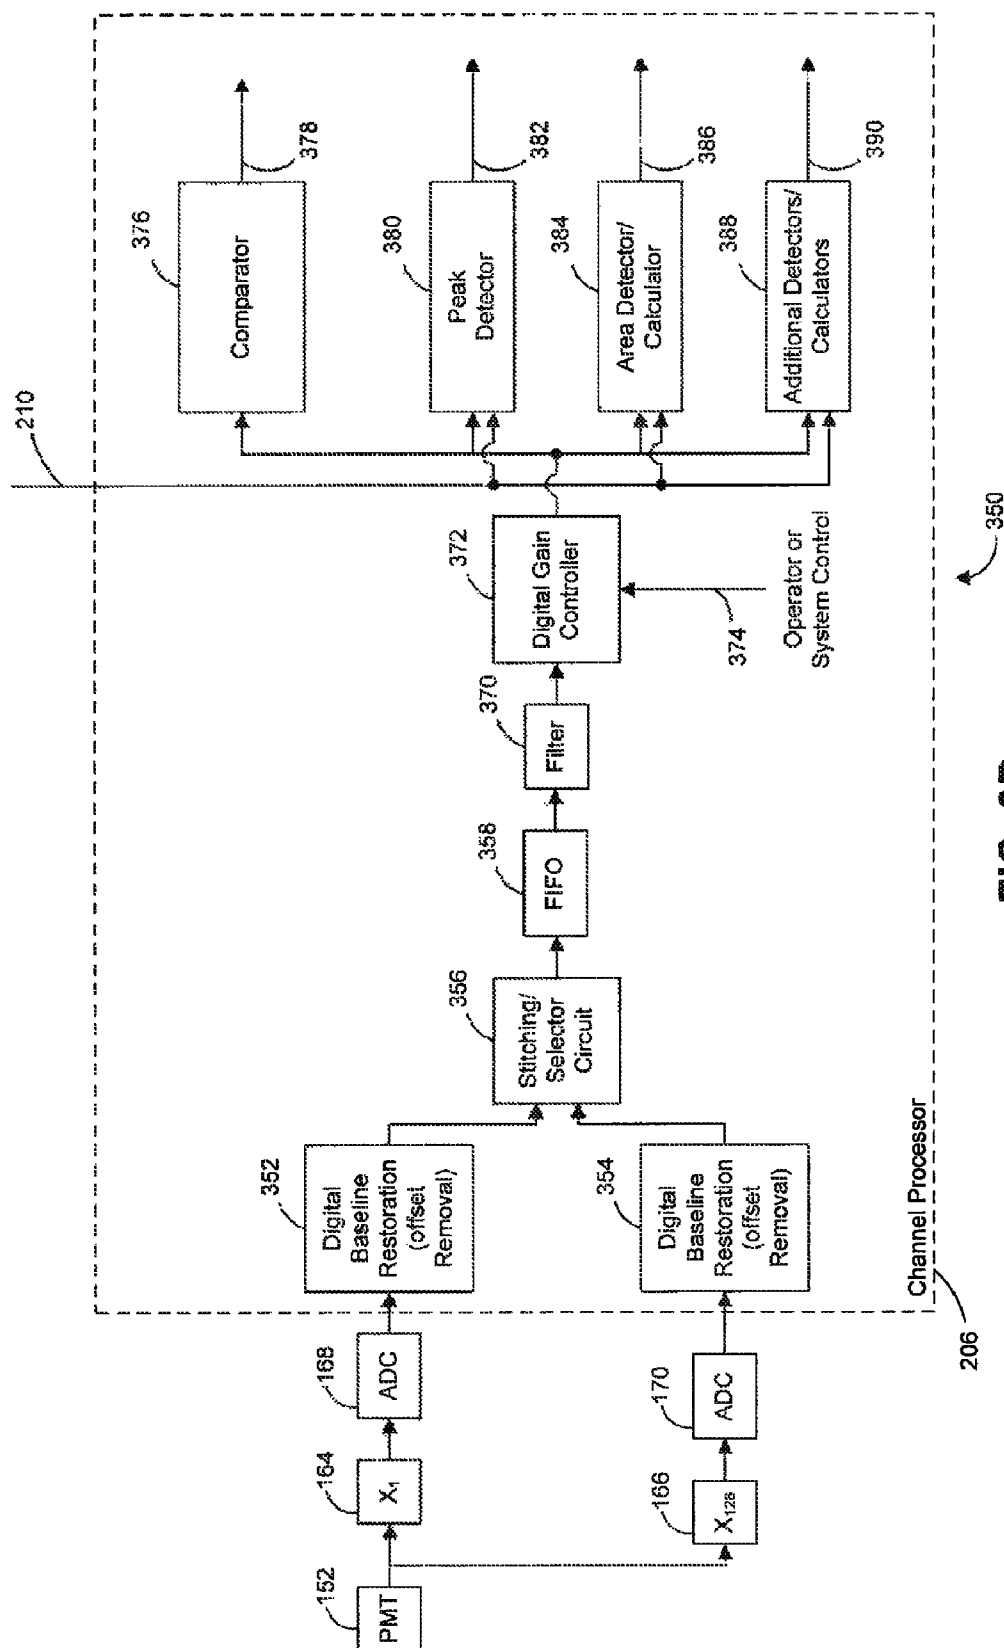 152
PMT
164
X1
168
ADC
166
X128
170
ADC
206
Channel Processor
352
Digital
Baseline
Restoration
(offset
Removal)
354
Digital
Baseline
Restoration
(offset
Removal)
356
Stitching/
Selector
Circuit
358
FIFO
370
Filter
372
Digital Gain
Controller
374
Operator or
System Control
210
376
Comparator
378
380
Peak
Detector
382
384
Area Detector/
Calculator
386
388
Additional Detectors/
Calculators
390
350